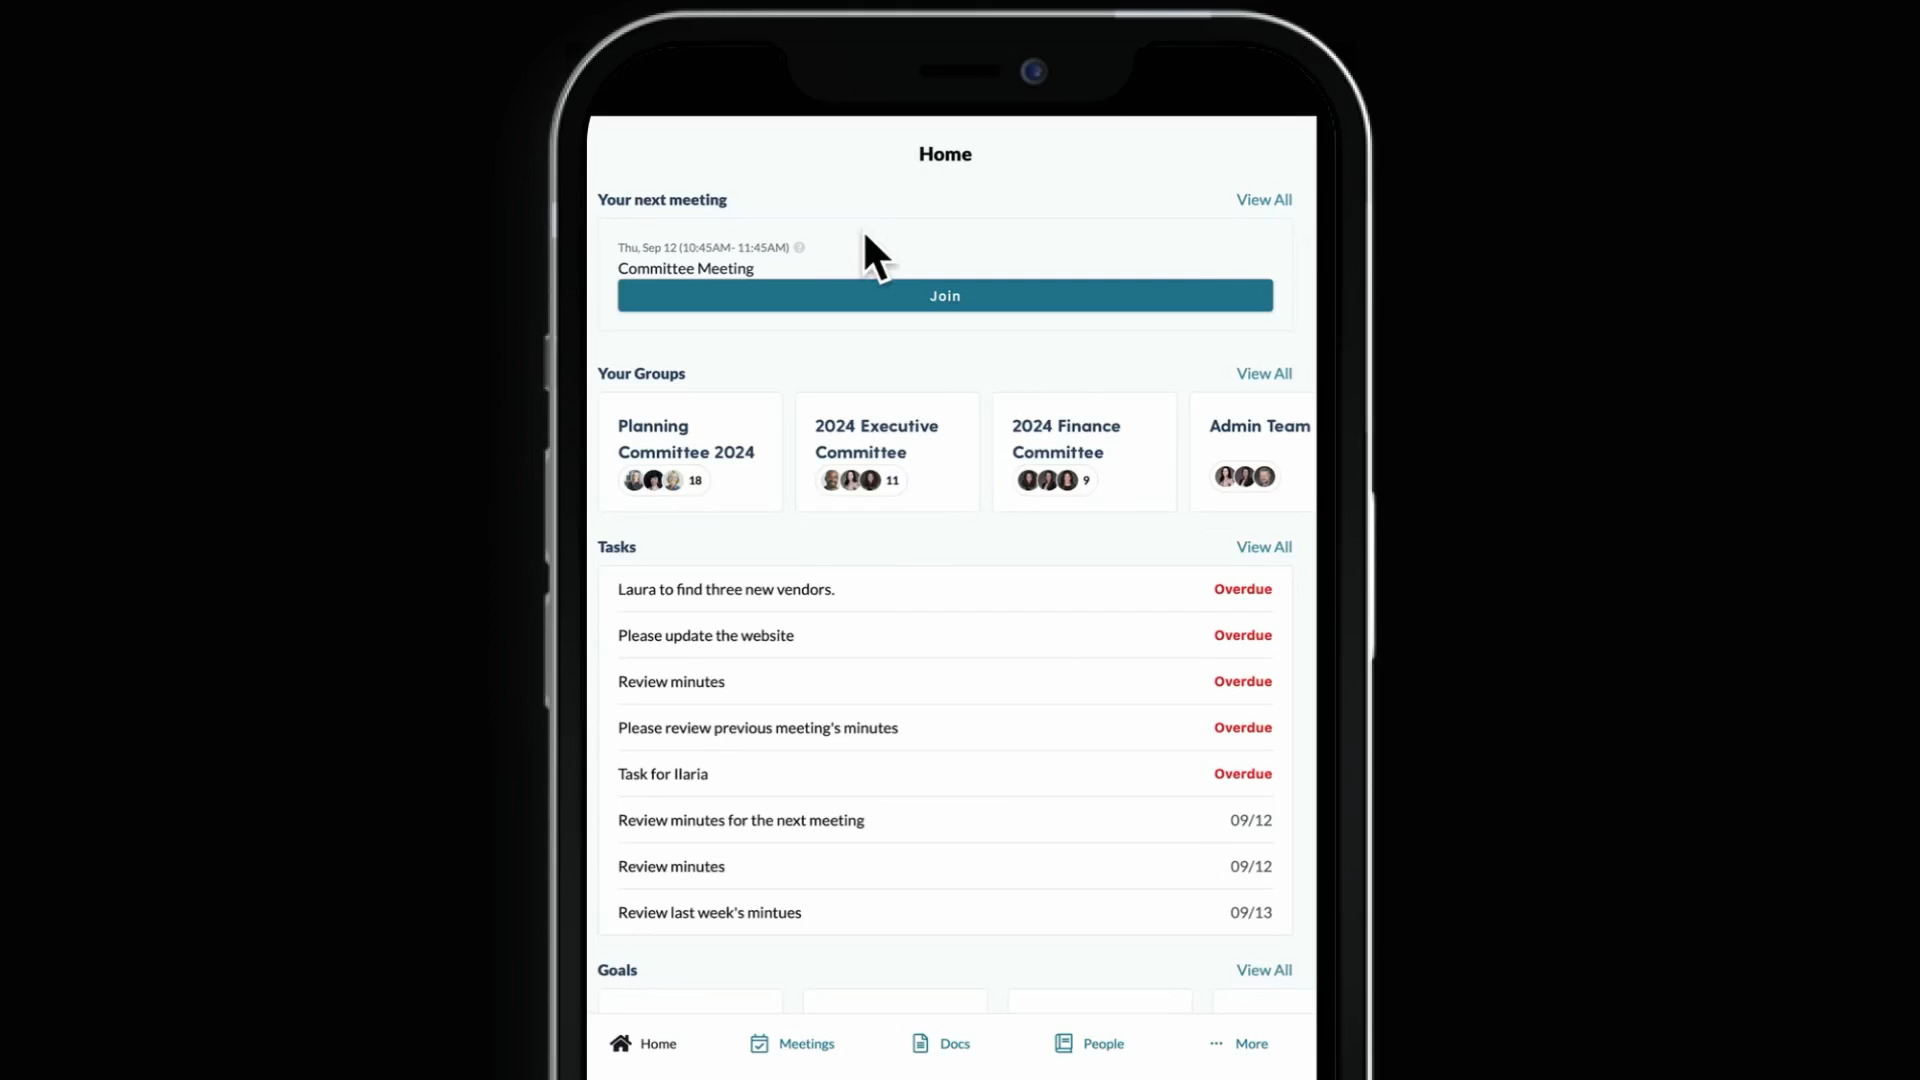 Home
Your next meeting
View All
Thu, Sep 12 (10:45AM- 11:45AM)
Committee Meeting
Join
Your Groups
View All
Planning
Committee 2024
18
2024 Executive
Committee
11
2024 Finance
Committee
9
Admin Team
Tasks
View All
Laura to find three new vendors.
Overdue
Please update the website
Overdue
Review minutes
Overdue
Please review previous meeting's minutes
Overdue
Task for Ilaria
Overdue
Review minutes for the next meeting
09/12
Review minutes
09/12
Review last week's mintues
09/13
Goals
View All
Home
Meetings
Docs
People
More